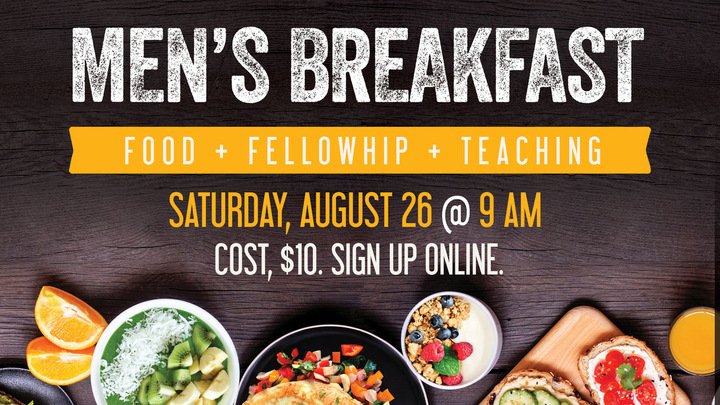 MEN'S BREAKFAST
FOOD + FELLOWHIP + TEACHING
SATURDAY, AUGUST 26 @ 9 AM
COST, $10. SIGN UP ONLINE.